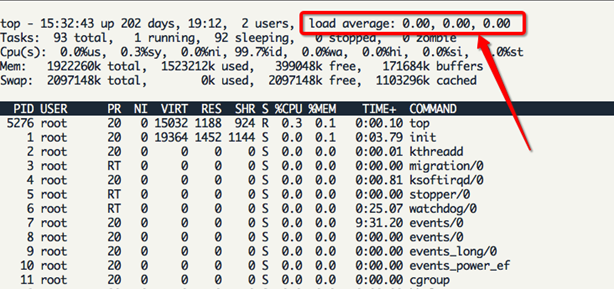 top - 15:32:43 up 202 days, 19:12, 2 users, load average: 0.00, 0.00, 0.00
Tasks: 93 total, 1 running, 92 sleeping, 0 stopped, 0 zombie
Cpu(s): 0.0%us, 0.3%sy, 0.0%ni, 99.7%id, 0.0%wa, 0.0%hi, 0.0%si, 0.0%st
Mem: 1922260k total, 1523212k used, 399048k free, 171684k buffers
Swap: 2097148k total, 0k used, 2097148k free, 1103296k cached
PID USER PR NI VIRT RES SHR S %CPU %MEM TIME+ COMMAND
5276 root 20 0 15032 1188 924 R 0.3 0.1 0:00.10 top
1 root 20 0 19364 1452 1144 S 0.0 0.1 0:03.79 init
2 root 20 0 0 0 0 S 0.0 0.0 0:00.01 kthreadd
3 root RT 0 0 0 0 S 0.0 0.0 0:00.00 migration/0
4 root 20 0 0 0 0 S 0.0 0.0 0:00.81 ksoftirqd/0
5 root RT 0 0 0 0 S 0.0 0.0 0:00.00 stopper/0
6 root RT 0 0 0 0 S 0.0 0.0 0:25.07 watchdog/0
7 root 20 0 0 0 0 S 0.0 0.0 9:31.20 events/0
8 root 20 0 0 0 0 S 0.0 0.0 0:00.00 events/0
9 root 20 0 0 0 0 S 0.0 0.0 0:00.00 events_long/0
10 root 20 0 0 0 0 S 0.0 0.0 0:00.00 events_power_ef
11 root 20 0 0 0 0 S 0.0 0.0 0:00.00 cgroup